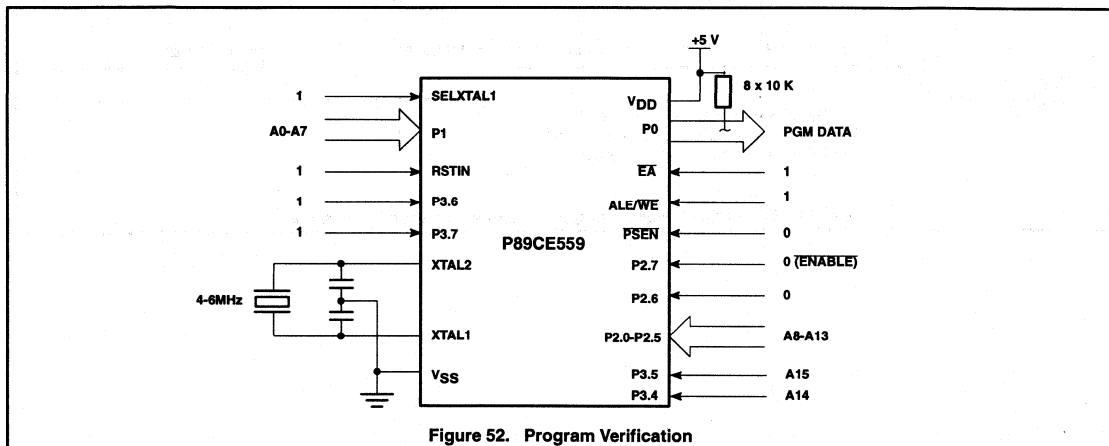 +5 V
8 x 10 K
1 SELXTAL1 VDD
A0-A7 P1 P0 PGM DATA
1 RSTIN EA 1
1 P3.6 ALE/WE 1
1 P3.7 PSEN 0
P89CE559
XTAL2 P2.7 0 (ENABLE)
4-6MHz P2.6 0
XTAL1 P2.0-P2.5 A8-A13
VSS P3.5 A15
P3.4 A14
Figure 52. Program Verification